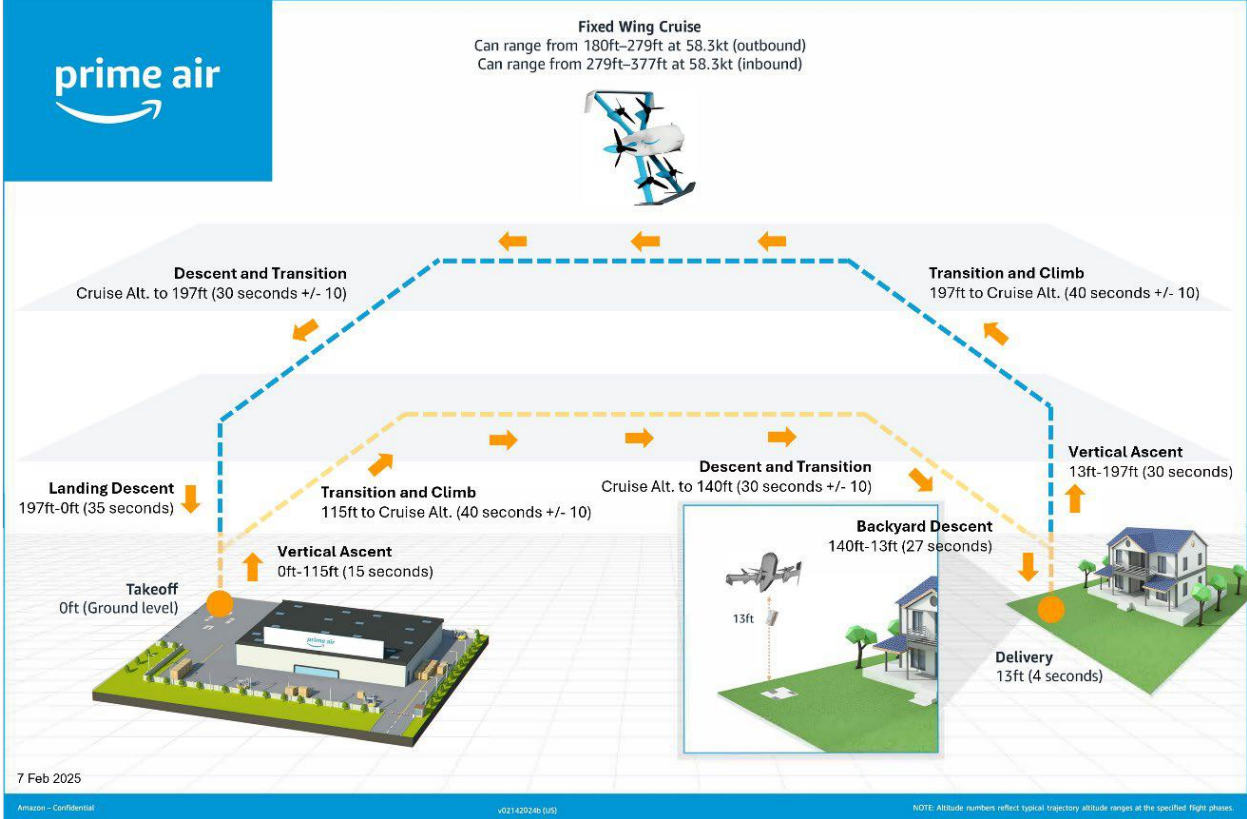 prime air
Fixed Wing Cruise
Can range from 180ft–279ft at 58.3kt (outbound)
Can range from 279ft–377ft at 58.3kt (inbound)
Descent and Transition
Cruise Alt. to 197ft (30 seconds +/- 10)
Transition and Climb
197ft to Cruise Alt. (40 seconds +/- 10)
Landing Descent
197ft-0ft (35 seconds)
Transition and Climb
115ft to Cruise Alt. (40 seconds +/- 10)
Descent and Transition
Cruise Alt. to 140ft (30 seconds +/- 10)
Vertical Ascent
13ft-197ft (30 seconds)
Vertical Ascent
0ft-115ft (15 seconds)
Backyard Descent
140ft-13ft (27 seconds)
Takeoff
0ft (Ground level)
prime air
13ft
Delivery
13ft (4 seconds)
7 Feb 2025
Amazon – Confidential
v02142024b (US)
NOTE: Altitude numbers reflect typical trajectory altitude ranges at the specified flight phases.